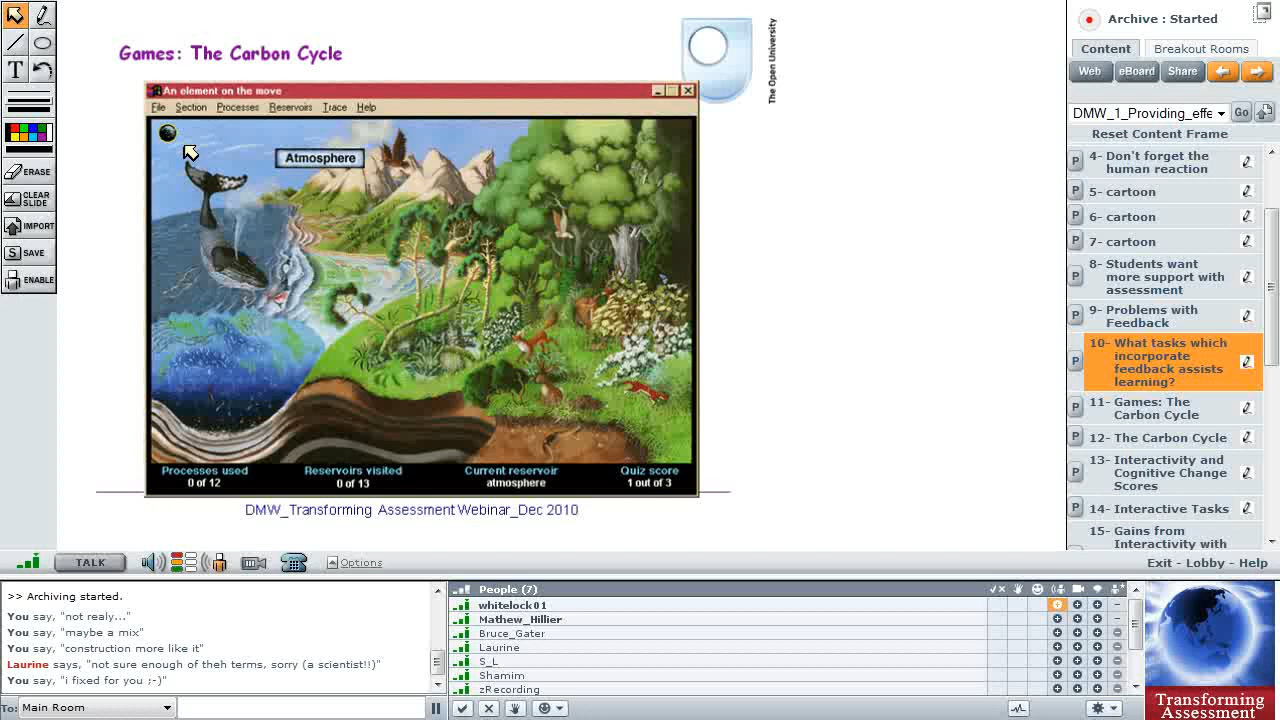 Archive : Started
Content
Breakout Rooms
Web
eBoard
Share
DMW_1_Providing_effe
Go
Reset Content Frame
4- Don't forget the
human reaction
5- cartoon
6- cartoon
7- cartoon
8- Students want
more support with
assessment
9- Problems with
Feedback
10- What tasks which
incorporate
feedback assists
learning?
11- Games: The
Carbon Cycle
12- The Carbon Cycle
13- Interactivity and
Cognitive Change
Scores
14- Interactive Tasks
15- Gains from
Interactivity with
T
ERASE
CLEAR
SLIDE
IMPORT
S SAVE
ENABLE
Games: The Carbon Cycle
The Open University
An element on the move
File Section Processes Reservoirs Trace Help
Atmosphere
Processes used Reservoirs visited Current reservoir Quiz score
0 of 12 0 of 13 atmosphere 1 out of 3
DMW_Transforming Assessment Webinar_Dec 2010
TALK
Options
Exit - Lobby - Help
>> Archiving started.
You say, "not realy..."
You say, "maybe a mix"
You say, "construction more like it"
Laurine says, "not sure enough of theh terms, sorry (a scientist!!)"
You say, "i fixed for you ;-)"
To: Main Room
People (7)
whitelock01
Mathew_Hillier
Bruce_Gater
Laurine
S_L
Shamim
zRecording
Transforming
Assessment